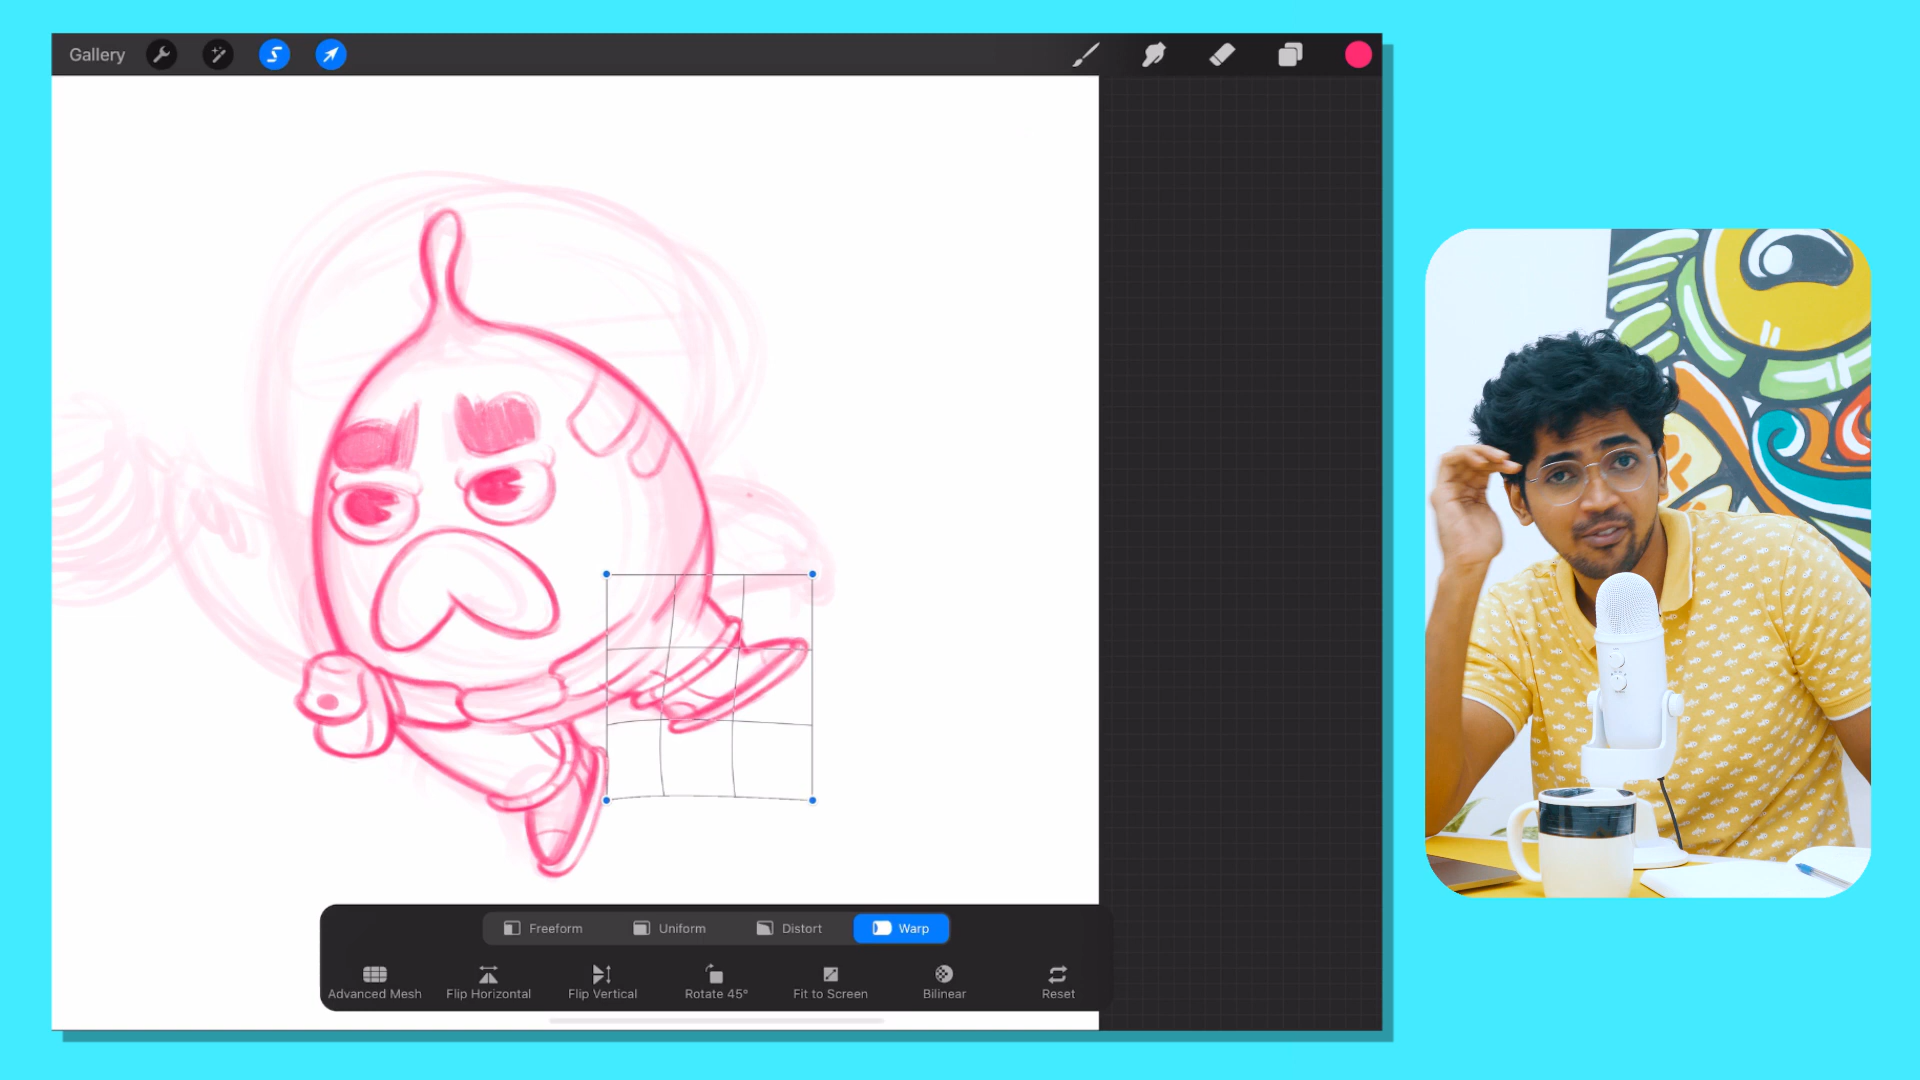 Gallery
Freeform Uniform Distort Warp
Advanced Mesh Flip Horizontal Flip Vertical Rotate 45° Fit to Screen Bilinear Reset